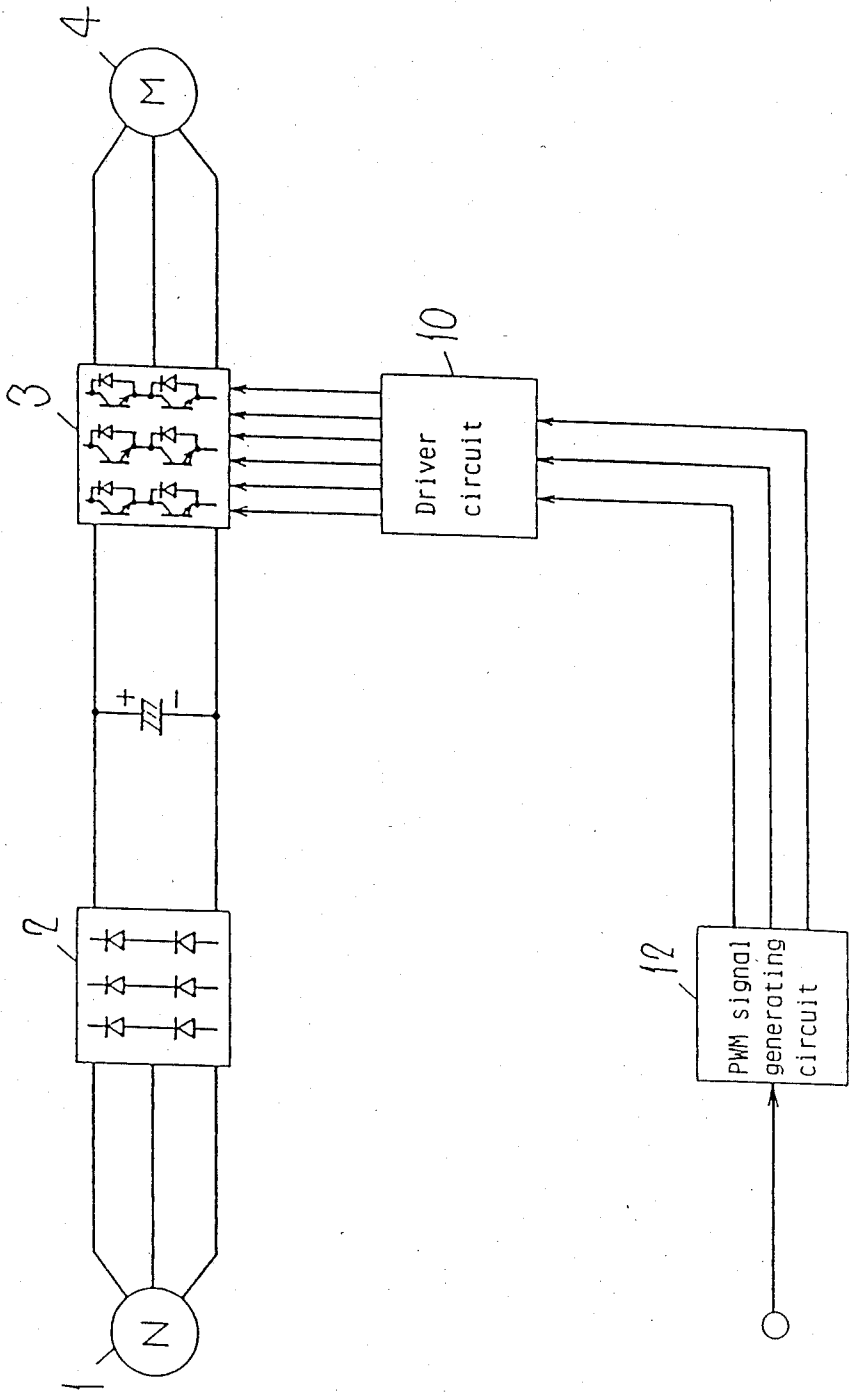 1
N
2
+
−
3
M
4
Driver
circuit
10
12
PWM signal
generating
circuit